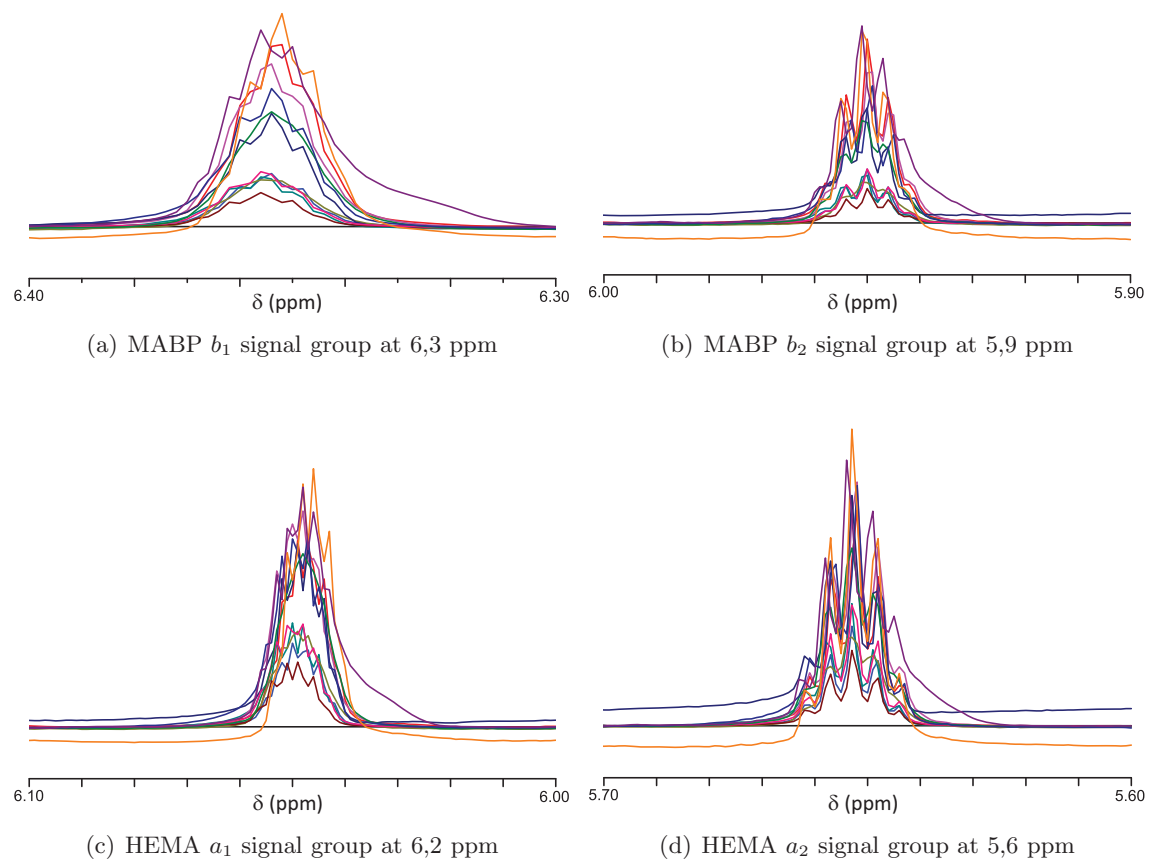 6.40 6.30
δ (ppm)
(a) MABP b₁ signal group at 6,3 ppm
6.00 5.90
δ (ppm)
(b) MABP b₂ signal group at 5,9 ppm
6.10 6.00
δ (ppm)
(c) HEMA a₁ signal group at 6,2 ppm
5.70 5.60
δ (ppm)
(d) HEMA a₂ signal group at 5,6 ppm